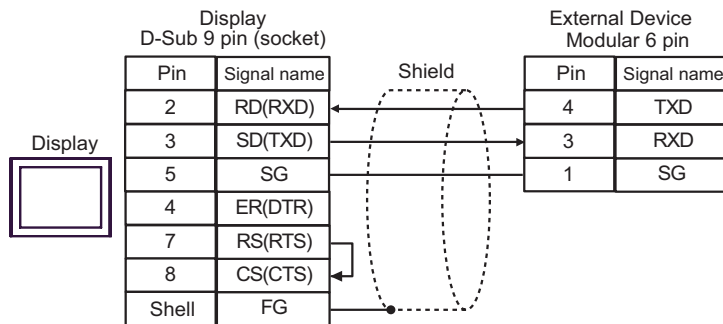 Display
D-Sub 9 pin (socket)
External Device
Modular 6 pin
Pin Signal name
Shield
Pin Signal name
2 RD(RXD)
4 TXD
3 SD(TXD)
3 RXD
Display
5 SG
1 SG
4 ER(DTR)
7 RS(RTS)
8 CS(CTS)
Shell FG